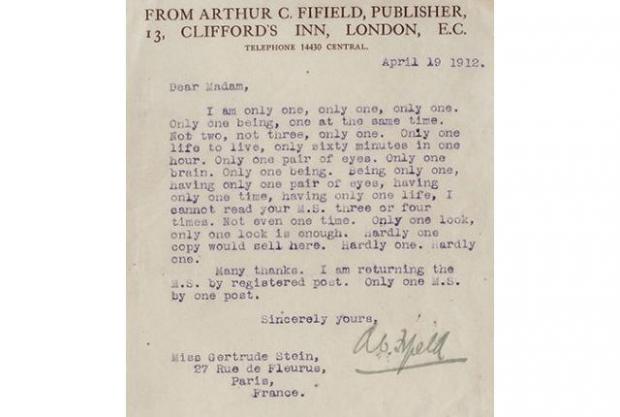 FROM ARTHUR C. FIFIELD, PUBLISHER,
13, CLIFFORD'S INN, LONDON, E.C.
TELEPHONE 14430 CENTRAL.
April 19 1912.
Dear Madam,
I am only one, only one, only one.
Only one being, one at the same time.
Not two, not three, only one. Only one
life to live, only sixty minutes in one
hour. Only one pair of eyes. Only one
brain. Only one being. Being only one,
having only one pair of eyes, having
only one time, having only one life, I
cannot read your M.S. three or four
times. Not even one time. Only one look,
only one look is enough. Hardly one
copy would sell here. Hardly one. Hardly
one.
Many thanks. I am returning the
M.S. by registered post. Only one M.S.
by one post.
Sincerely yours,
A. C. Fifield
Miss Gertrude Stein,
27 Rue de Fleurus,
Paris,
France.